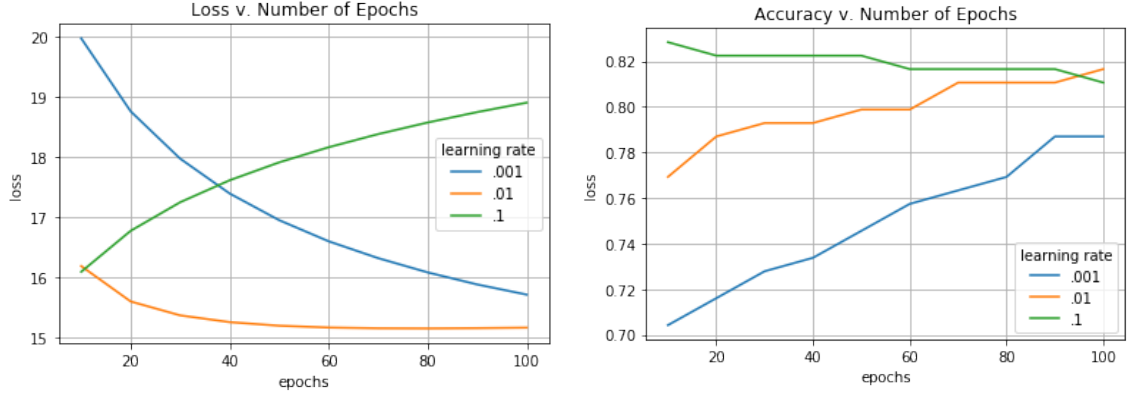 Loss v. Number of Epochs
20
19
18
17
16
15
loss
learning rate
.001
.01
.1
20 40 60 80 100
epochs
Accuracy v. Number of Epochs
0.82
0.80
0.78
0.76
0.74
0.72
0.70
loss
learning rate
.001
.01
.1
20 40 60 80 100
epochs